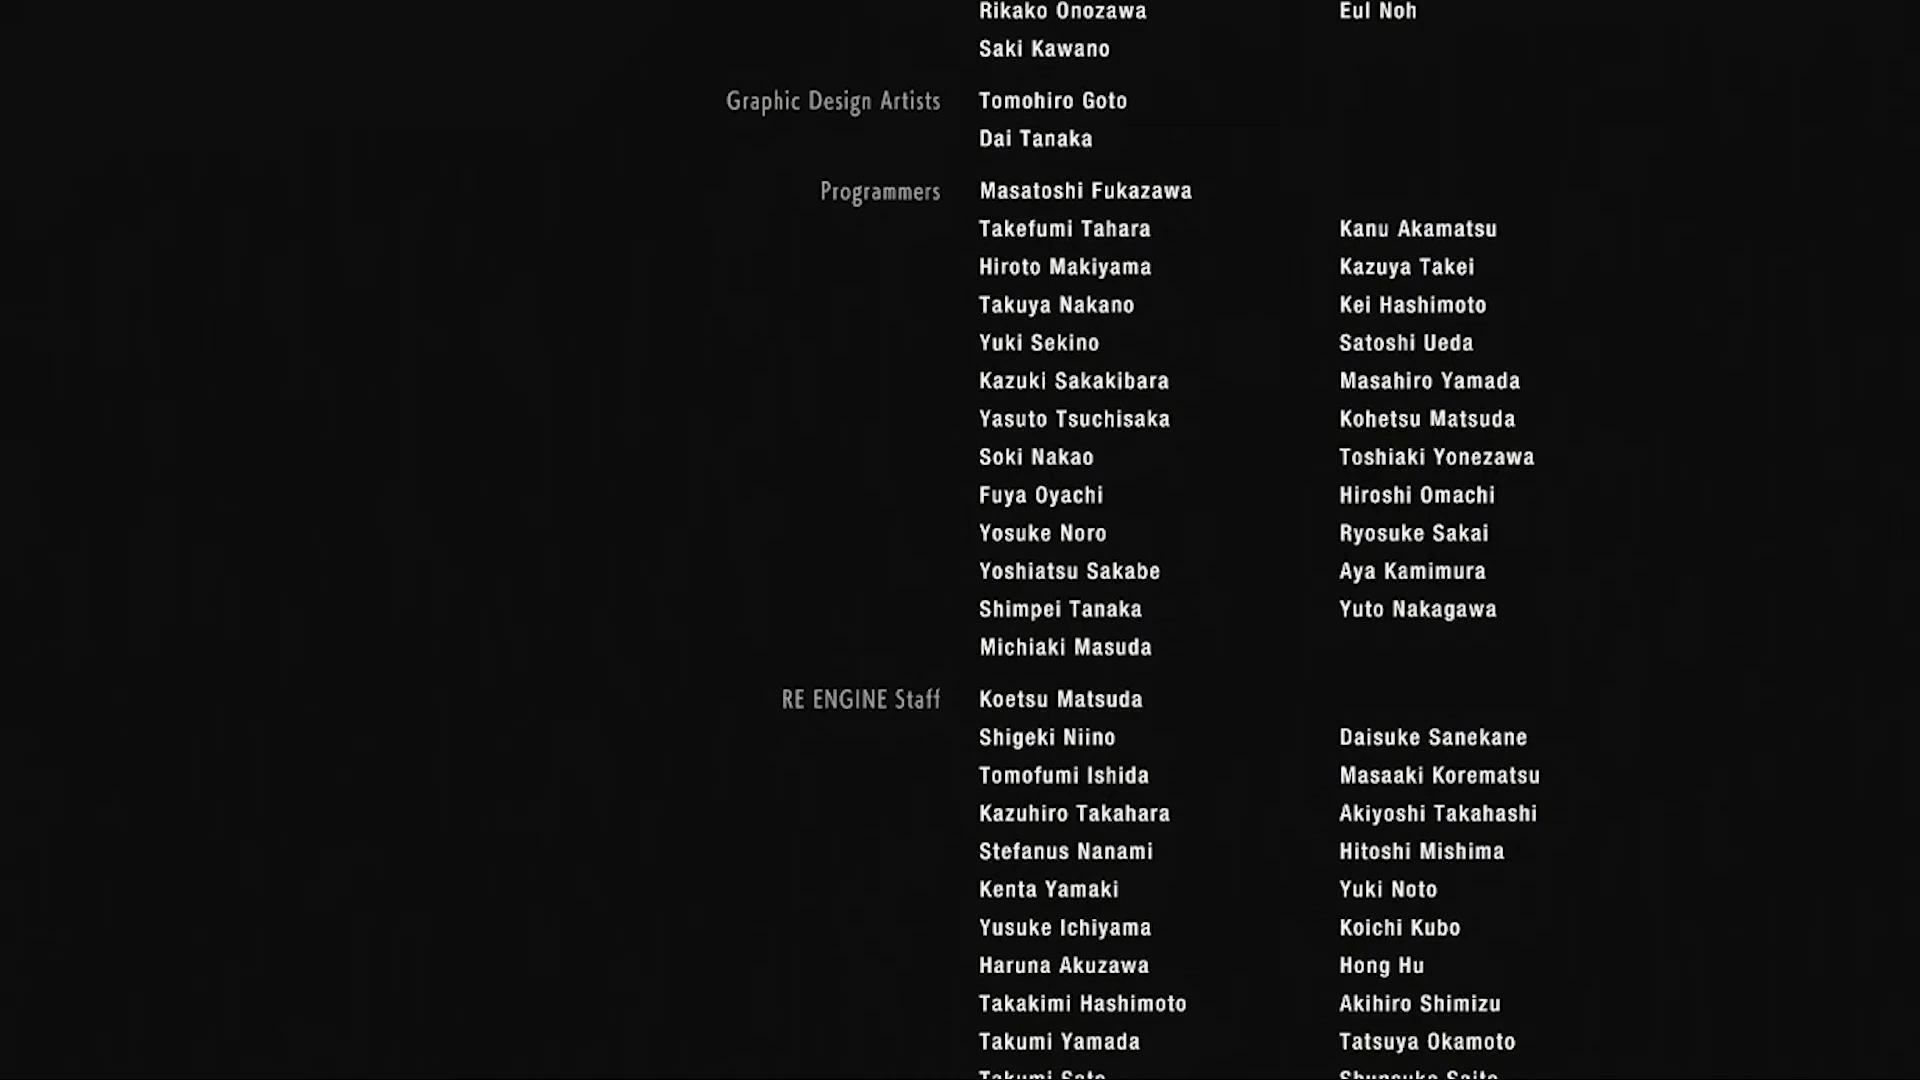 Rikako Onozawa Eul Noh
Saki Kawano
Graphic Design Artists Tomohiro Goto
Dai Tanaka
Programmers Masatoshi Fukazawa
Takefumi Tahara Kanu Akamatsu
Hiroto Makiyama Kazuya Takei
Takuya Nakano Kei Hashimoto
Yuki Sekino Satoshi Ueda
Kazuki Sakakibara Masahiro Yamada
Yasuto Tsuchisaka Kohetsu Matsuda
Soki Nakao Toshiaki Yonezawa
Fuya Oyachi Hiroshi Omachi
Yosuke Noro Ryosuke Sakai
Yoshiatsu Sakabe Aya Kamimura
Shimpei Tanaka Yuto Nakagawa
Michiaki Masuda
RE ENGINE Staff Koetsu Matsuda
Shigeki Niino Daisuke Sanekane
Tomofumi Ishida Masaaki Korematsu
Kazuhiro Takahara Akiyoshi Takahashi
Stefanus Nanami Hitoshi Mishima
Kenta Yamaki Yuki Noto
Yusuke Ichiyama Koichi Kubo
Haruna Akuzawa Hong Hu
Takakimi Hashimoto Akihiro Shimizu
Takumi Yamada Tatsuya Okamoto